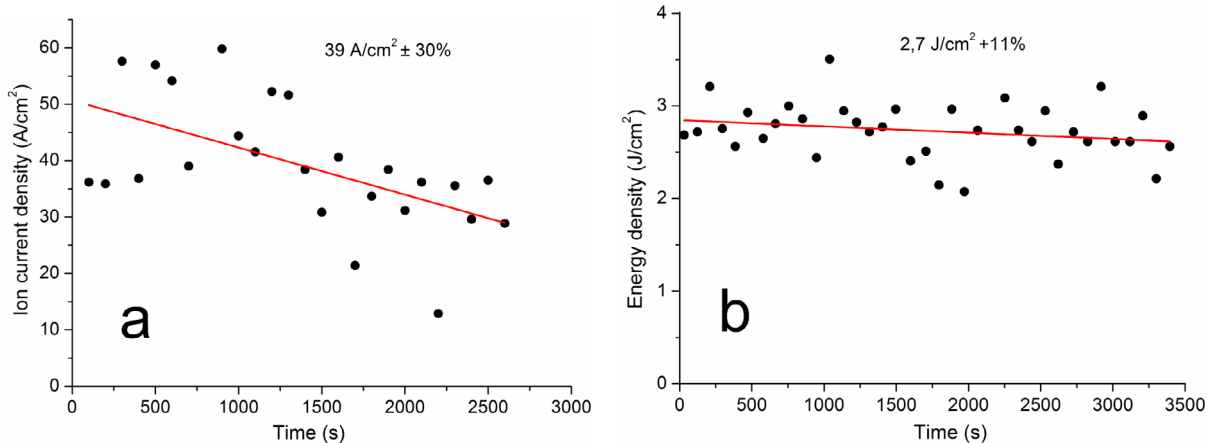 39 A/cm² ± 30%
Ion current density (A/cm²)
60
50
40
30
20
10
0
a
0 500 1000 1500 2000 2500 3000
Time (s)
2,7 J/cm² +11%
Energy density (J/cm²)
4
3
2
1
0
b
0 500 1000 1500 2000 2500 3000 3500
Time (s)